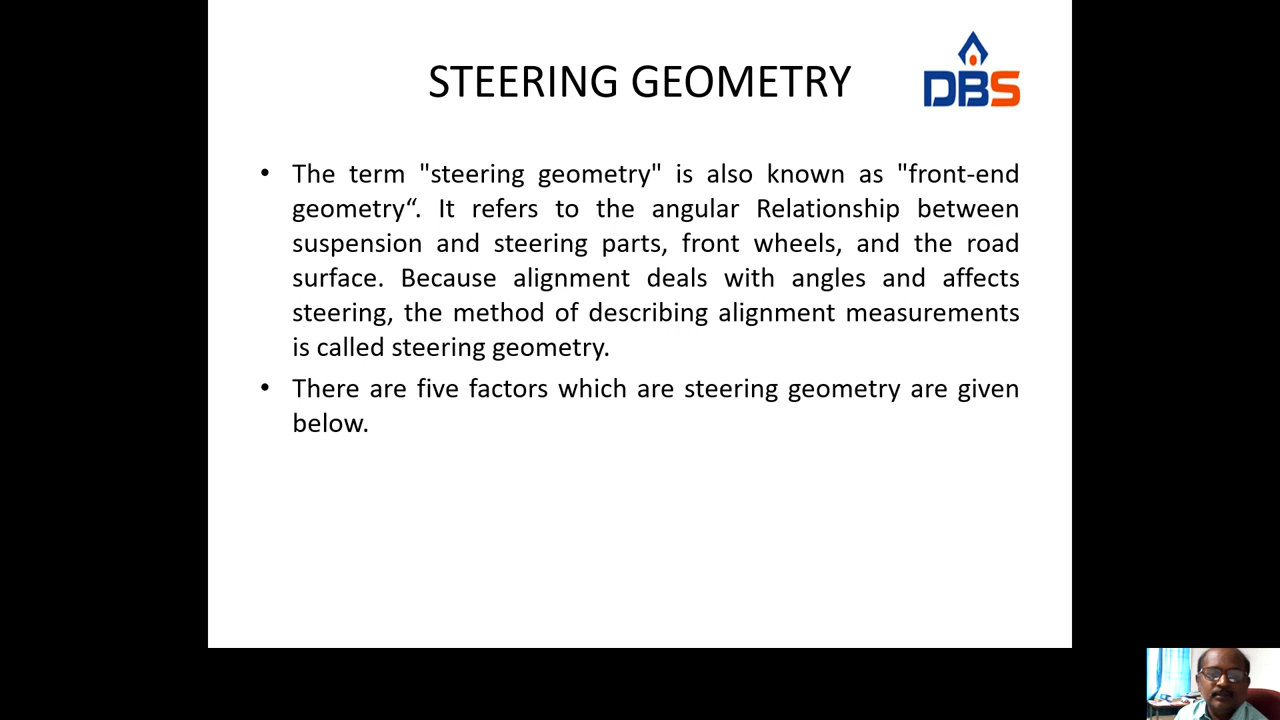 STEERING GEOMETRY
DBS
• The term "steering geometry" is also known as "front-end
geometry“. It refers to the angular Relationship between
suspension and steering parts, front wheels, and the road
surface. Because alignment deals with angles and affects
steering, the method of describing alignment measurements
is called steering geometry.
• There are five factors which are steering geometry are given
below.